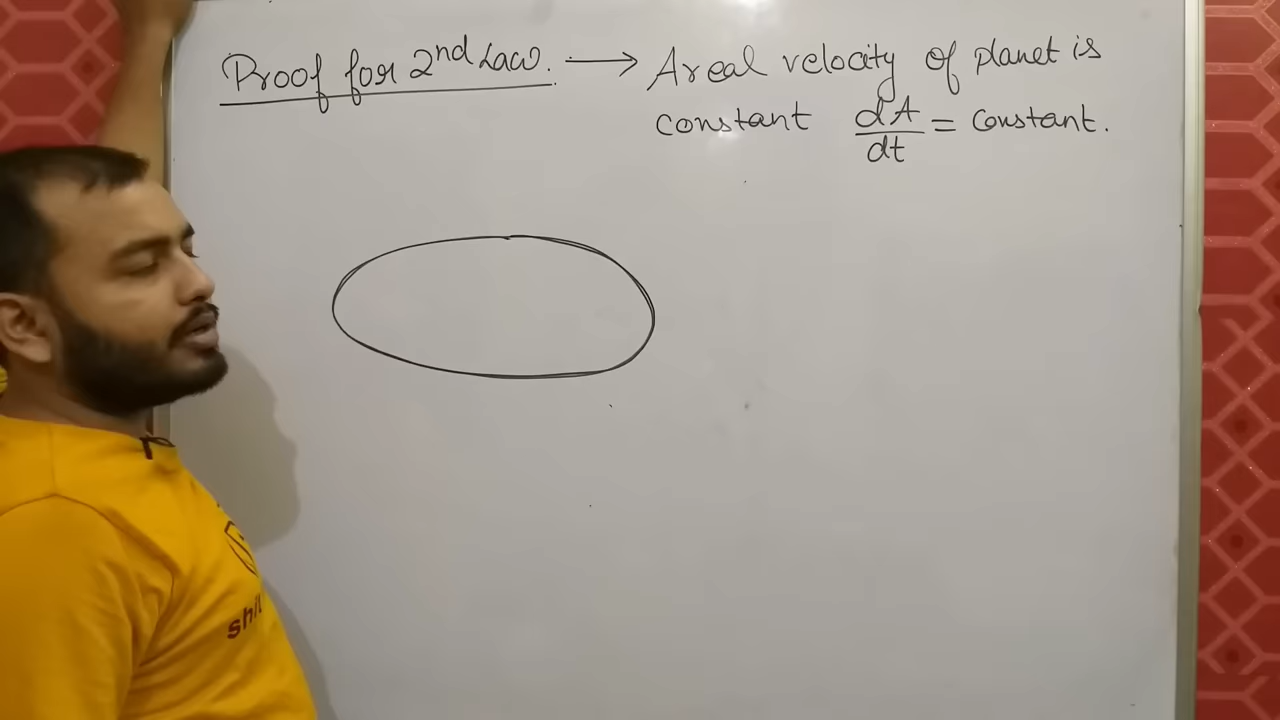 Proof for 2nd Law. → Areal velocity of planet is
constant dA/dt = constant.